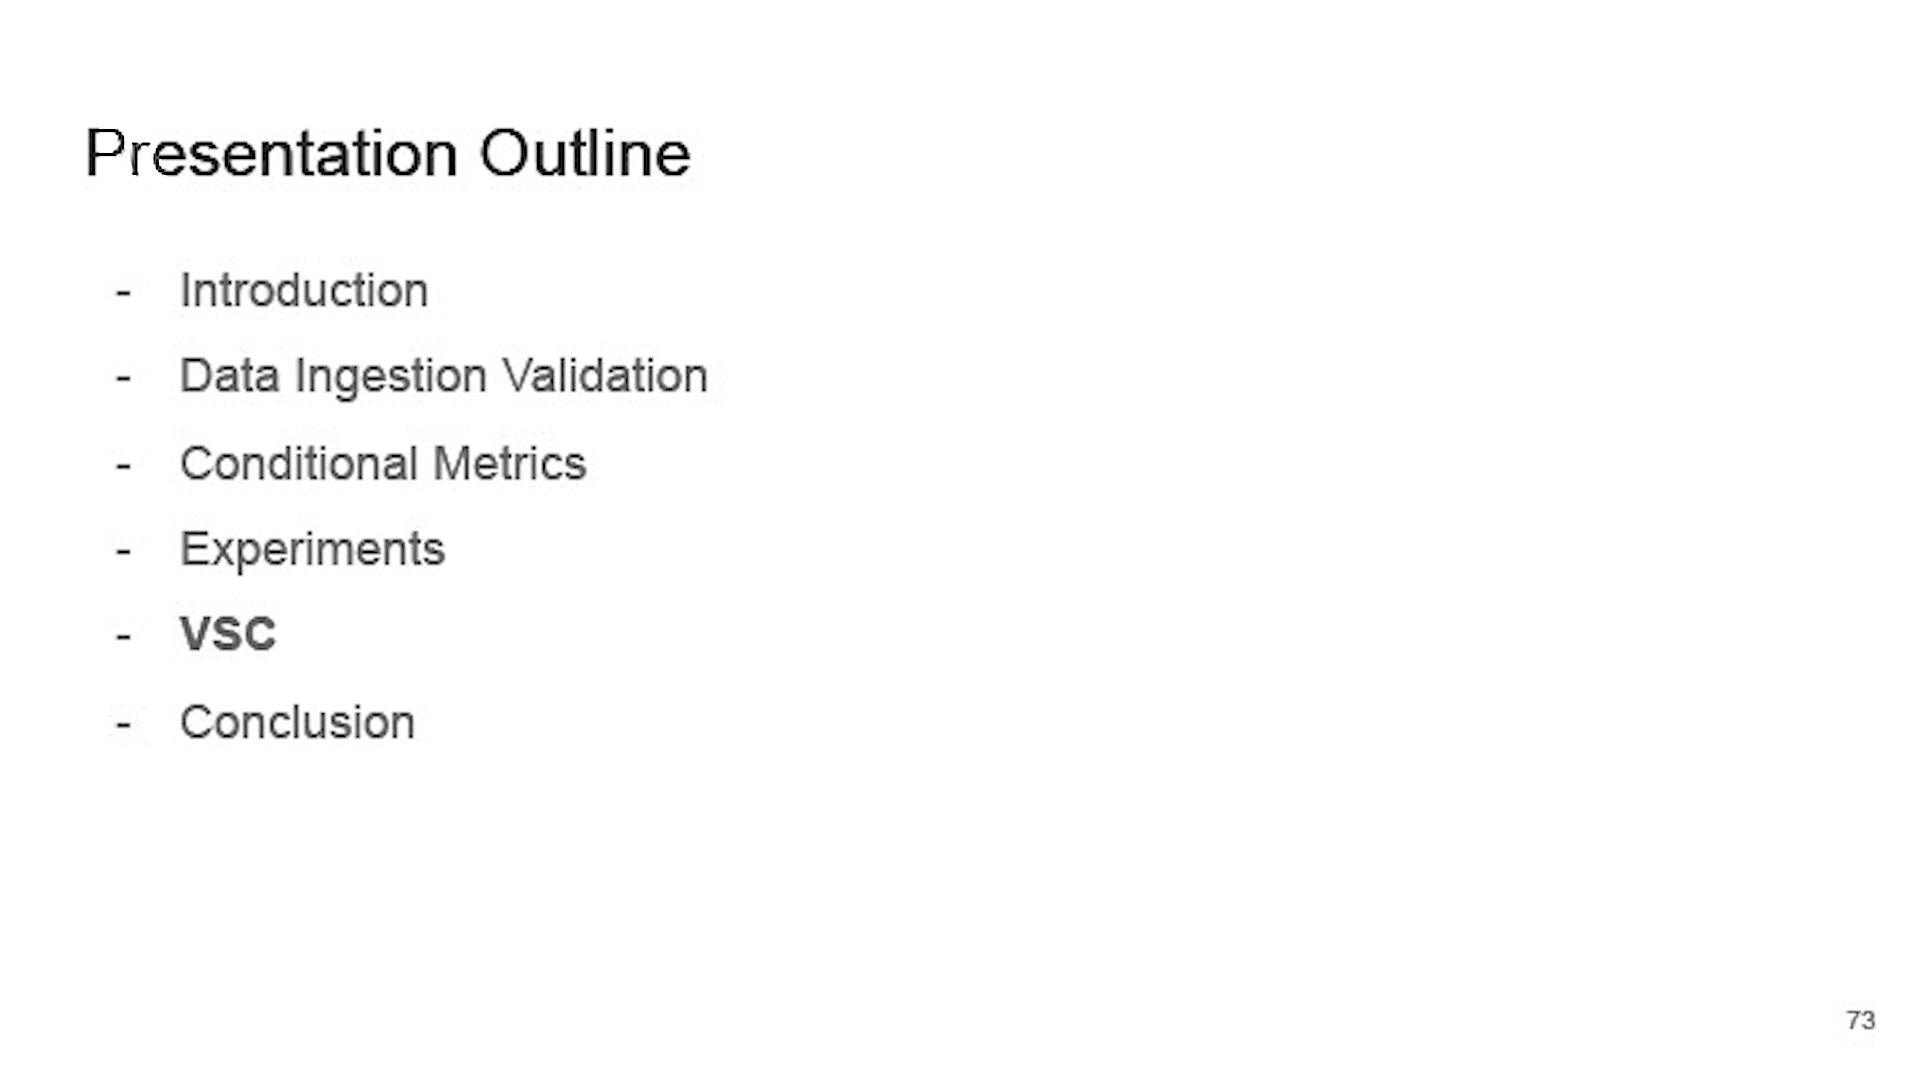 Presentation Outline
- Introduction
- Data Ingestion Validation
- Conditional Metrics
- Experiments
- VSC
- Conclusion
73